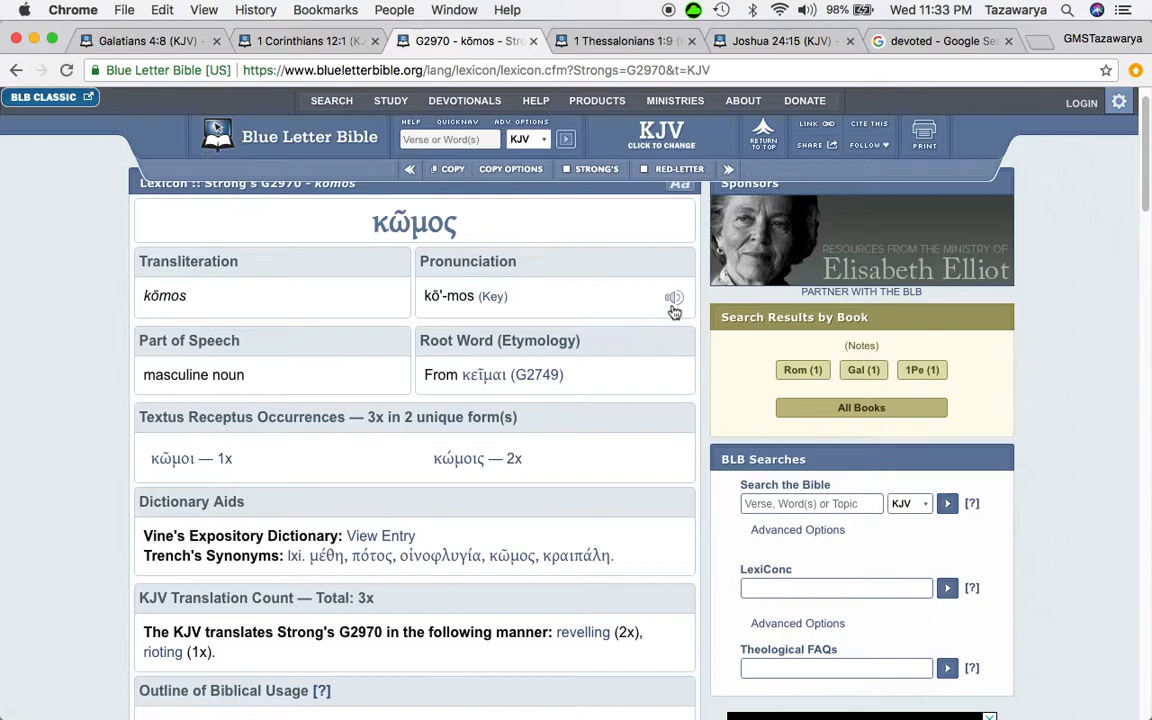 Chrome File Edit View History Bookmarks People Window Help 98% Wed 11:33 PM Tazawarya
Galatians 4:8 (KJV) 1 Corinthians 12:1 (KJV) G2970 - kōmos - Stro 1 Thessalonians 1:9 (KJV) Joshua 24:15 (KJV) devoted - Google Sea GMSTazawarya
Blue Letter Bible [US] https://www.blueletterbible.org/lang/lexicon/lexicon.cfm?Strongs=G2970&t=KJV
BLB CLASSIC SEARCH STUDY DEVOTIONALS HELP PRODUCTS MINISTRIES ABOUT DONATE LOGIN
HELP QUICKNAV ADV. OPTIONS LINK CITE THIS
Blue Letter Bible Verse or Word(s) KJV KJV CLICK TO CHANGE RETURN TO TOP SHARE FOLLOW PRINT
COPY COPY OPTIONS STRONG'S RED-LETTER
Lexicon :: Strong's G2970 - kōmos Aa Sponsors
κῶμος
RESOURCES FROM THE MINISTRY OF
Elisabeth Elliot
PARTNER WITH THE BLB
Transliteration Pronunciation
kōmos kō'-mos (Key)
Search Results by Book
(Notes)
Part of Speech Root Word (Etymology)
masculine noun From κεῖμαι (G2749)
Rom (1) Gal (1) 1Pe (1)
All Books
Textus Receptus Occurrences — 3x in 2 unique form(s)
κῶμοι — 1x κώμοις — 2x
BLB Searches
Search the Bible
Verse, Word(s) or Topic KJV [?]
Advanced Options
Dictionary Aids
Vine's Expository Dictionary: View Entry
Trench's Synonyms: lxi. μέθη, πότος, οἰνοφλυγία, κῶμος, κραιπάλη.
LexiConc
[?]
Advanced Options
KJV Translation Count — Total: 3x
The KJV translates Strong's G2970 in the following manner: revelling (2x),
rioting (1x).
Theological FAQs
[?]
Outline of Biblical Usage [?]